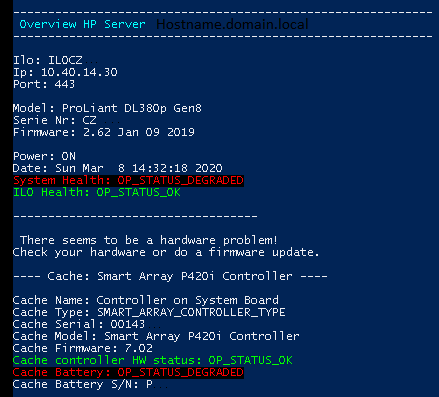 ------------------------------------------------------------
Overview HP Server Hostname.domain.local
------------------------------------------------------------
Ilo: ILOCZ
Ip: 10.40.14.30
Port: 443
Model: ProLiant DL380p Gen8
Serie Nr: CZ
Firmware: 2.62 Jan 09 2019
Power: ON
Date: Sun Mar  8 14:32:18 2020
System Health: OP_STATUS_DEGRADED
ILO Health: OP_STATUS_OK
-----------------------------------
There seems to be a hardware problem!
Check your hardware or do a firmware update.
---- Cache: Smart Array P420i Controller ----
Cache Name: Controller on System Board
Cache Type: SMART_ARRAY_CONTROLLER_TYPE
Cache Serial: 00143
Cache Model: Smart Array P420i Controller
Cache Firmware: 7.02
Cache controller HW status: OP_STATUS_OK
Cache Battery: OP_STATUS_DEGRADED
Cache Battery S/N: P